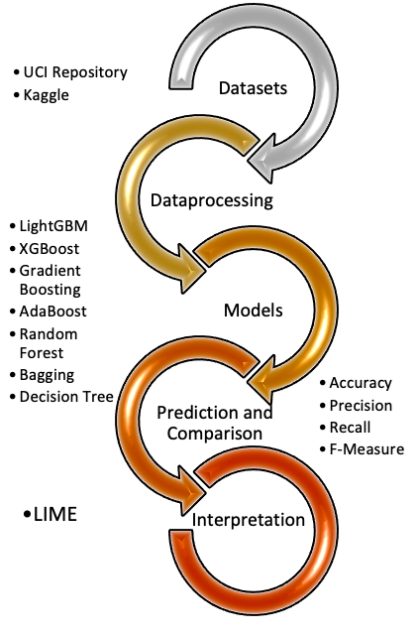 • UCI Repository
• Kaggle
Datasets
Dataprocessing
• LightGBM
• XGBoost
• Gradient
Boosting
• AdaBoost
• Random
Forest
• Bagging
• Decision Tree
Models
Prediction and
Comparison
• Accuracy
• Precision
• Recall
• F-Measure
• LIME
Interpretation